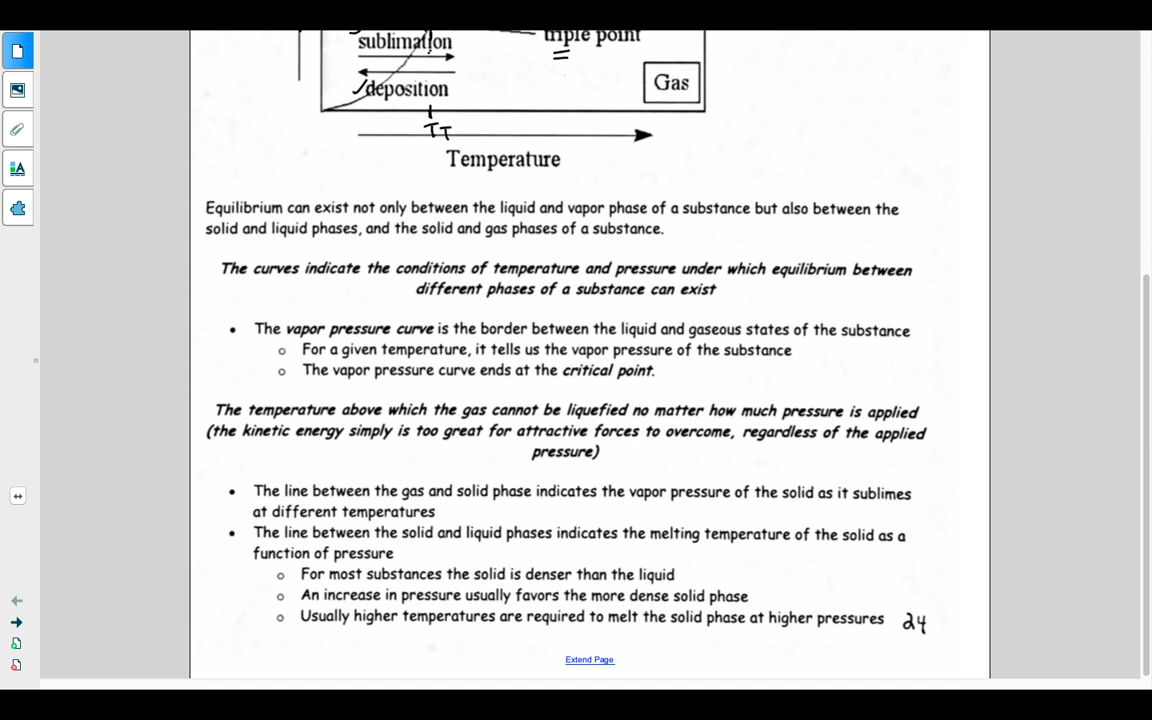 triple point
sublimation
deposition
Gas
TT
Temperature
Equilibrium can exist not only between the liquid and vapor phase of a substance but also between the
solid and liquid phases, and the solid and gas phases of a substance.
The curves indicate the conditions of temperature and pressure under which equilibrium between
different phases of a substance can exist
• The vapor pressure curve is the border between the liquid and gaseous states of the substance
o For a given temperature, it tells us the vapor pressure of the substance
o The vapor pressure curve ends at the critical point.
The temperature above which the gas cannot be liquefied no matter how much pressure is applied
(the kinetic energy simply is too great for attractive forces to overcome, regardless of the applied
pressure)
• The line between the gas and solid phase indicates the vapor pressure of the solid as it sublimes
at different temperatures
• The line between the solid and liquid phases indicates the melting temperature of the solid as a
function of pressure
o For most substances the solid is denser than the liquid
o An increase in pressure usually favors the more dense solid phase
o Usually higher temperatures are required to melt the solid phase at higher pressures 24
Extend Page